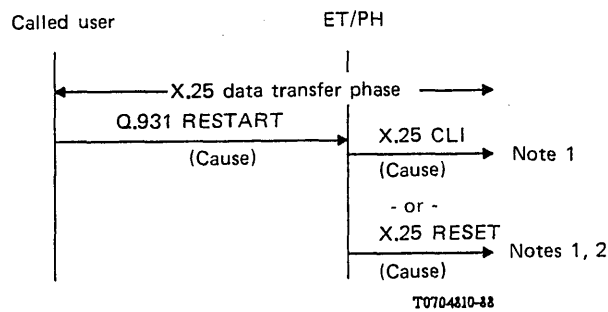 Called user
ET/PH
X.25 data transfer phase
Q.931 RESTART
(Cause)
X.25 CLI
(Cause)
Note 1
- or -
X.25 RESET
(Cause)
Notes 1, 2
T0704810-88